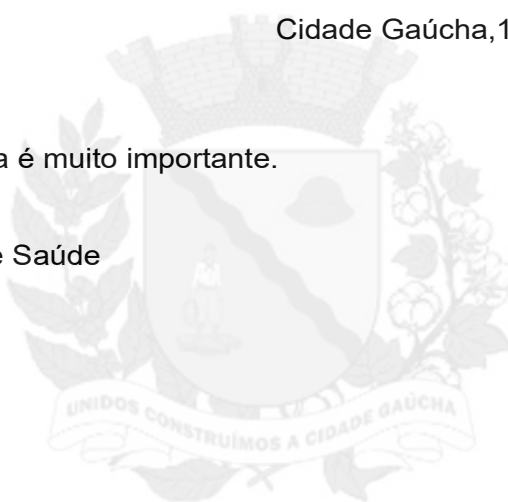 Cidade Gaúcha,1
a é muito importante.
e Saúde
UNIDOS CONSTRUÍMOS A CIDADE GAÚCHA